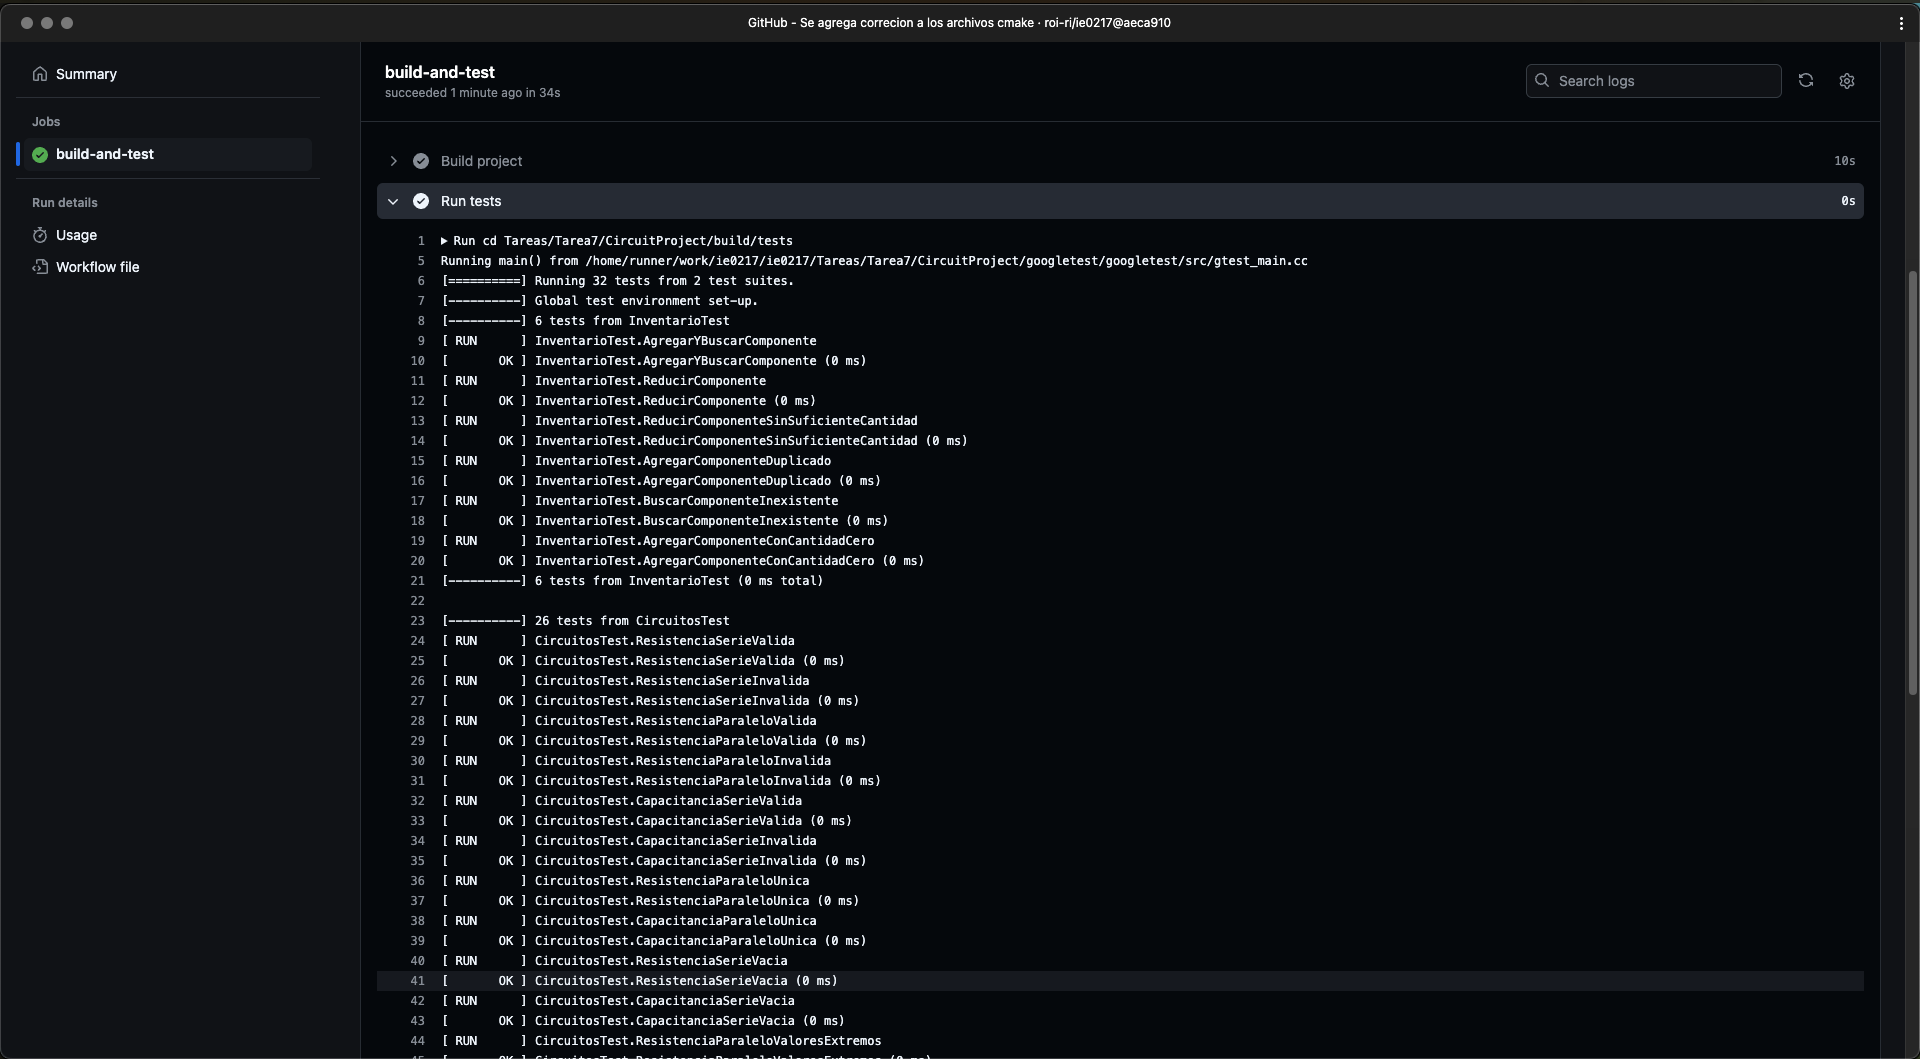 GitHub - Se agrega correcion a los archivos cmake · roi-ri/ie0217@aeca910
Summary
Jobs
build-and-test
Run details
Usage
Workflow file
build-and-test
succeeded 1 minute ago in 34s
Search logs
Build project 10s
Run tests 0s
1 Run cd Tareas/Tarea7/CircuitProject/build/tests
5 Running main() from /home/runner/work/ie0217/ie0217/Tareas/Tarea7/CircuitProject/googletest/googletest/src/gtest_main.cc
6 [==========] Running 32 tests from 2 test suites.
7 [----------] Global test environment set-up.
8 [----------] 6 tests from InventarioTest
9 [ RUN      ] InventarioTest.AgregarYBuscarComponente
10 [       OK ] InventarioTest.AgregarYBuscarComponente (0 ms)
11 [ RUN      ] InventarioTest.ReducirComponente
12 [       OK ] InventarioTest.ReducirComponente (0 ms)
13 [ RUN      ] InventarioTest.ReducirComponenteSinSuficienteCantidad
14 [       OK ] InventarioTest.ReducirComponenteSinSuficienteCantidad (0 ms)
15 [ RUN      ] InventarioTest.AgregarComponenteDuplicado
16 [       OK ] InventarioTest.AgregarComponenteDuplicado (0 ms)
17 [ RUN      ] InventarioTest.BuscarComponenteInexistente
18 [       OK ] InventarioTest.BuscarComponenteInexistente (0 ms)
19 [ RUN      ] InventarioTest.AgregarComponenteConCantidadCero
20 [       OK ] InventarioTest.AgregarComponenteConCantidadCero (0 ms)
21 [----------] 6 tests from InventarioTest (0 ms total)
22
23 [----------] 26 tests from CircuitosTest
24 [ RUN      ] CircuitosTest.ResistenciaSerieValida
25 [       OK ] CircuitosTest.ResistenciaSerieValida (0 ms)
26 [ RUN      ] CircuitosTest.ResistenciaSerieInvalida
27 [       OK ] CircuitosTest.ResistenciaSerieInvalida (0 ms)
28 [ RUN      ] CircuitosTest.ResistenciaParaleloValida
29 [       OK ] CircuitosTest.ResistenciaParaleloValida (0 ms)
30 [ RUN      ] CircuitosTest.ResistenciaParaleloInvalida
31 [       OK ] CircuitosTest.ResistenciaParaleloInvalida (0 ms)
32 [ RUN      ] CircuitosTest.CapacitanciaSerieValida
33 [       OK ] CircuitosTest.CapacitanciaSerieValida (0 ms)
34 [ RUN      ] CircuitosTest.CapacitanciaSerieInvalida
35 [       OK ] CircuitosTest.CapacitanciaSerieInvalida (0 ms)
36 [ RUN      ] CircuitosTest.ResistenciaParaleloUnica
37 [       OK ] CircuitosTest.ResistenciaParaleloUnica (0 ms)
38 [ RUN      ] CircuitosTest.CapacitanciaParaleloUnica
39 [       OK ] CircuitosTest.CapacitanciaParaleloUnica (0 ms)
40 [ RUN      ] CircuitosTest.ResistenciaSerieVacia
41 [       OK ] CircuitosTest.ResistenciaSerieVacia (0 ms)
42 [ RUN      ] CircuitosTest.CapacitanciaSerieVacia
43 [       OK ] CircuitosTest.CapacitanciaSerieVacia (0 ms)
44 [ RUN      ] CircuitosTest.ResistenciaParaleloValoresExtremos
45 [       OK ] CircuitosTest.ResistenciaParaleloValoresExtremos (0 ms)